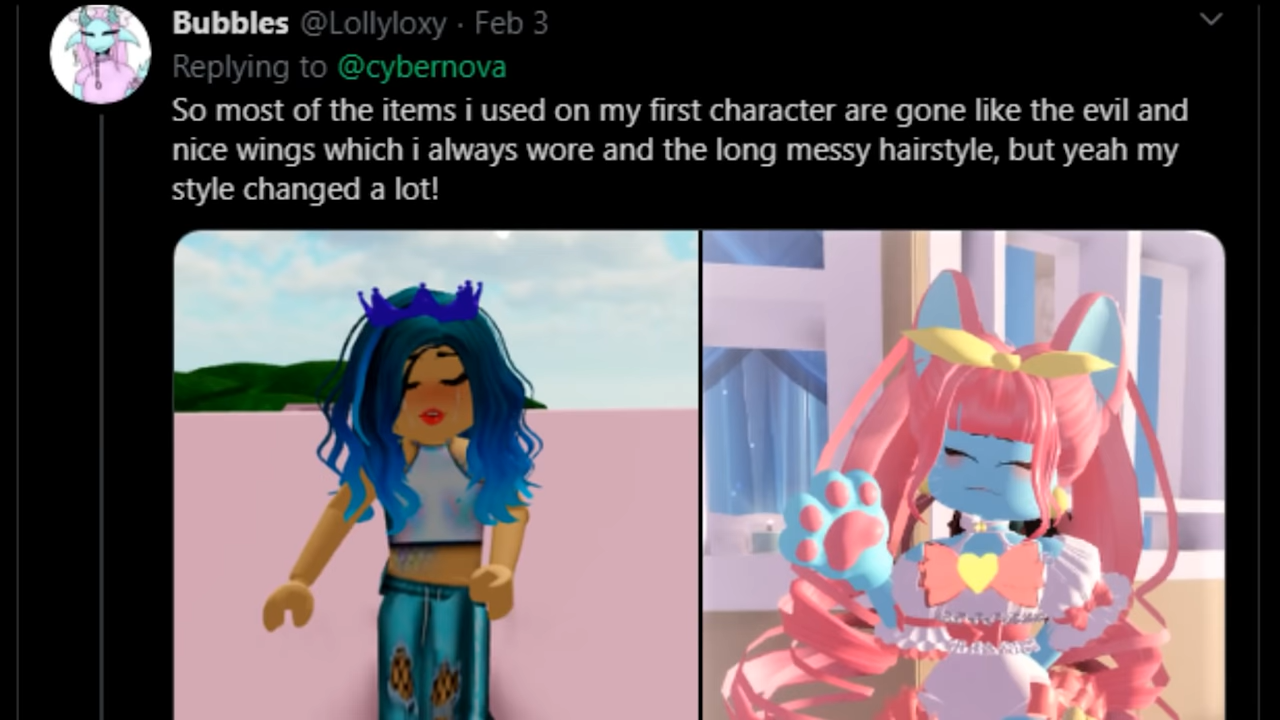 Bubbles @Lollyloxy · Feb 3
Replying to @cybernova
So most of the items i used on my first character are gone like the evil and
nice wings which i always wore and the long messy hairstyle, but yeah my
style changed a lot!